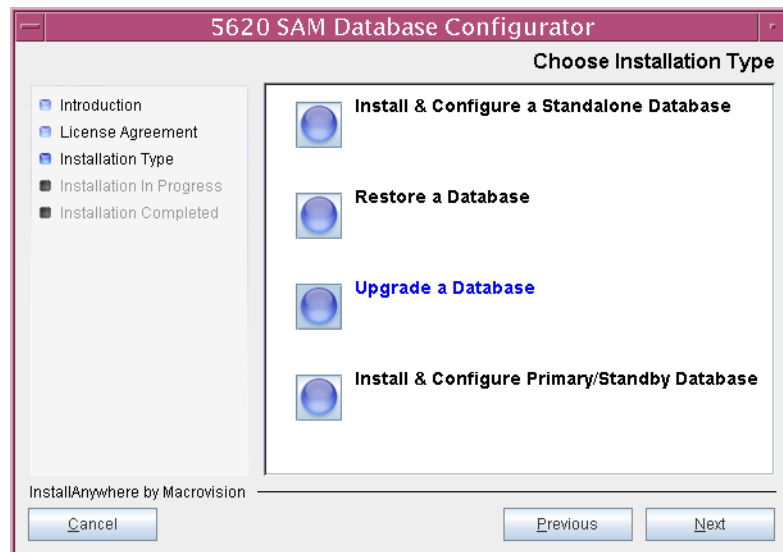 5620 SAM Database Configurator
Choose Installation Type
Introduction
License Agreement
Installation Type
Installation In Progress
Installation Completed
Install & Configure a Standalone Database
Restore a Database
Upgrade a Database
Install & Configure Primary/Standby Database
InstallAnywhere by Macrovision
Cancel
Previous
Next